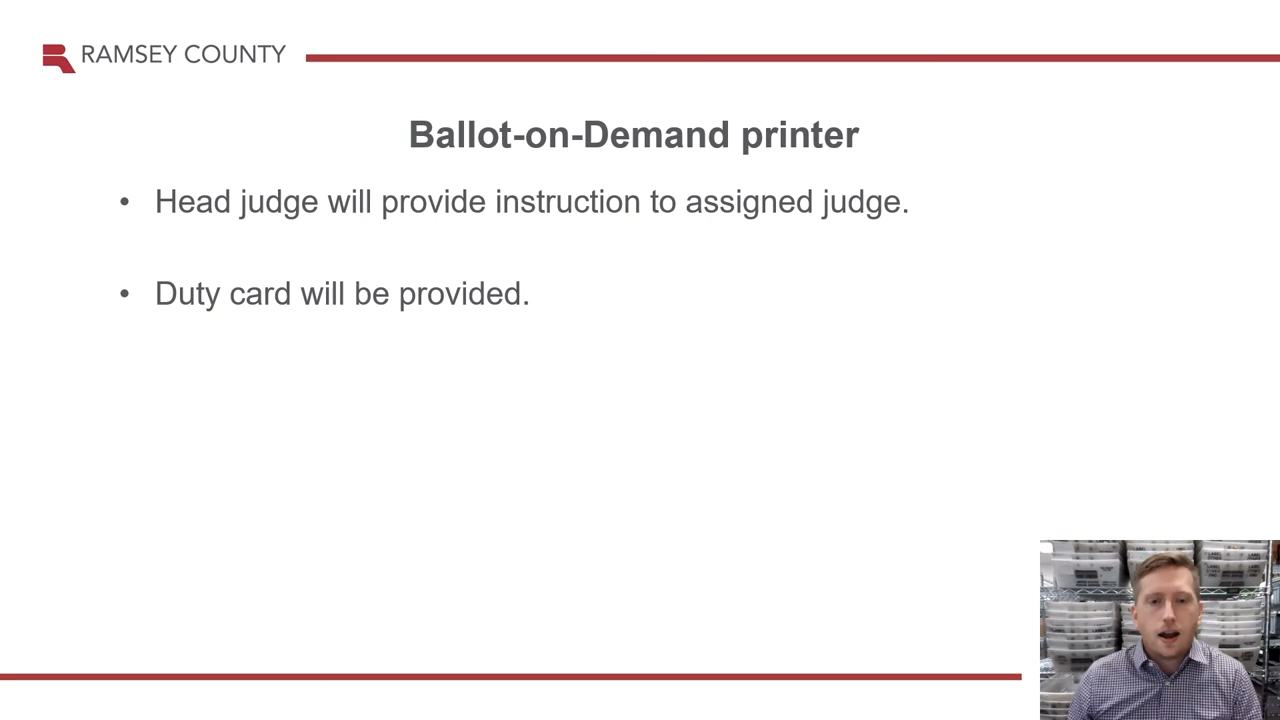 RAMSEY COUNTY
Ballot-on-Demand printer
• Head judge will provide instruction to assigned judge.
• Duty card will be provided.